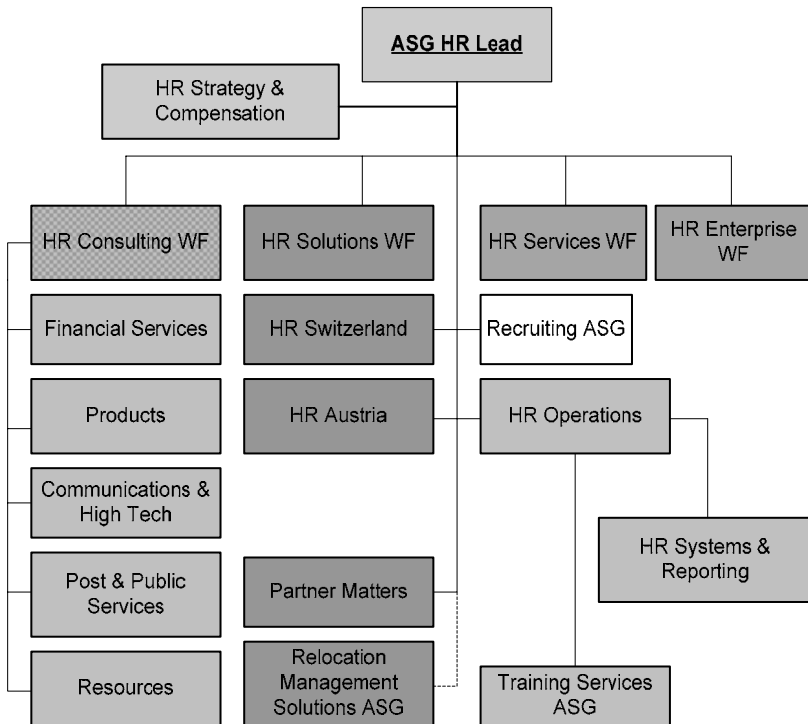 ASG HR Lead
HR Strategy &
Compensation
HR Consulting WF
HR Solutions WF
HR Services WF
HR Enterprise
WF
Financial Services
HR Switzerland
Recruiting ASG
Products
HR Austria
HR Operations
Communications &
High Tech
HR Systems &
Reporting
Post & Public
Services
Partner Matters
Resources
Relocation
Management
Solutions ASG
Training Services
ASG